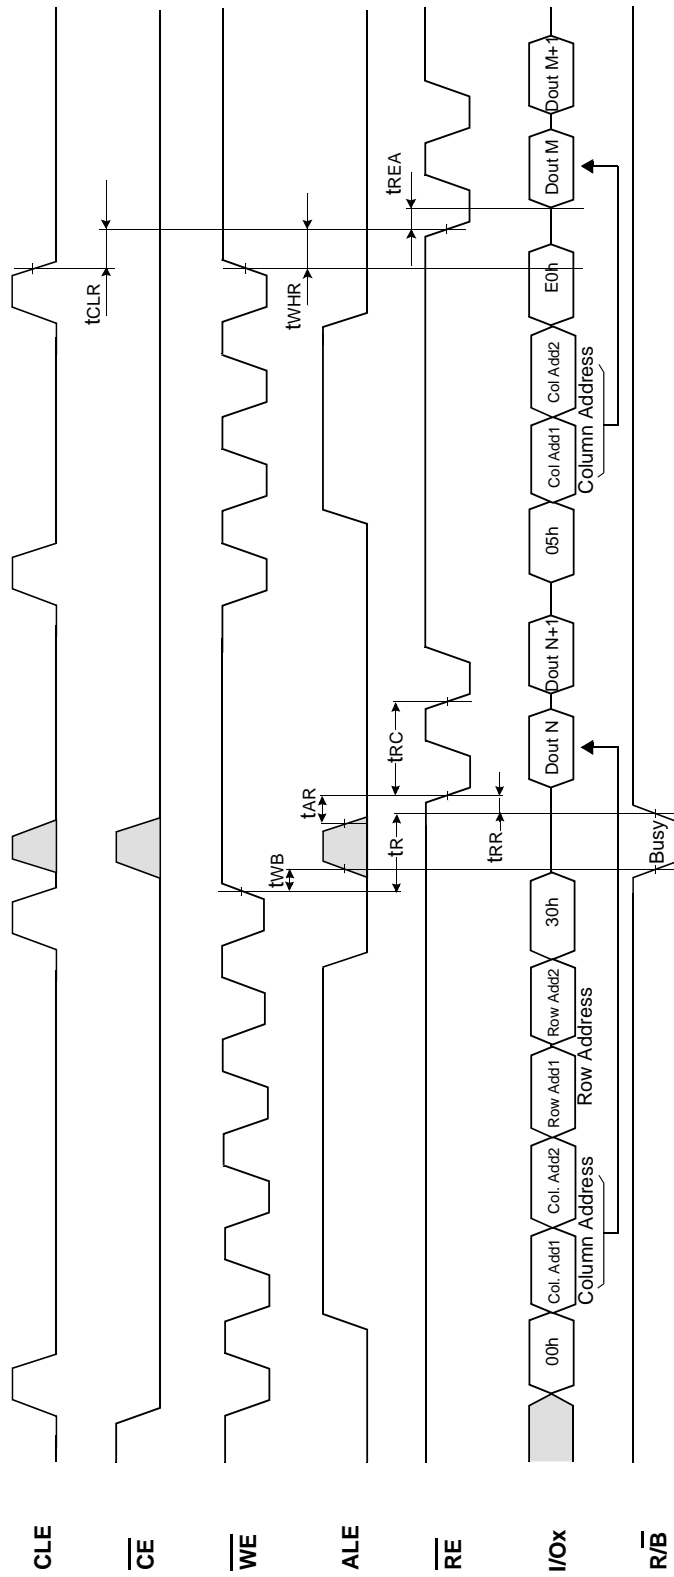 CLE
tCLR
CE
WE
tWB
tWHR
ALE
tAR
RE
tR
tRC
tRR
tREA
I/Ox
00h
Col. Add1
Col. Add2
Row Add1
Row Add2
30h
Dout N
Dout N+1
05h
Col Add1
Col Add2
E0h
Dout M
Dout M+1
Column Address
Row Address
Column Address
R/B
Busy